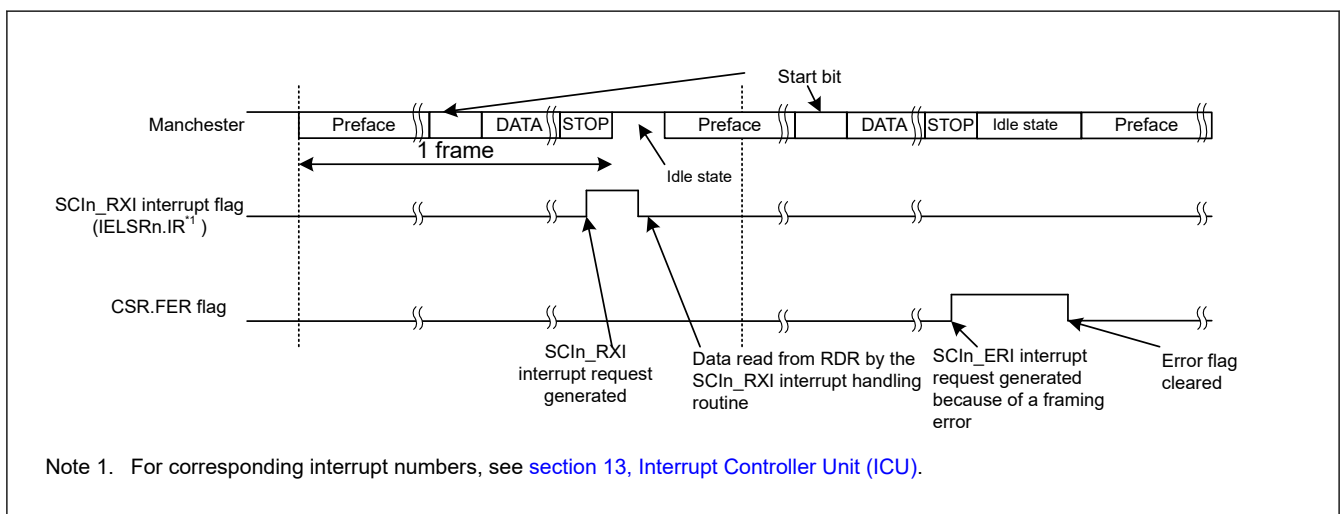 Start bit
Manchester
Preface
DATA
STOP
Preface
DATA
STOP
Idle state
Preface
1 frame
Idle state
SCIn_RXI interrupt flag
(IELSRn.IR*1 )
CSR.FER flag
SCIn_RXI
interrupt request
generated
Data read from RDR by the
SCIn_RXI interrupt handling
routine
SCIn_ERI interrupt
request generated
because of a framing
error
Error flag
cleared
Note 1. For corresponding interrupt numbers, see section 13, Interrupt Controller Unit (ICU).